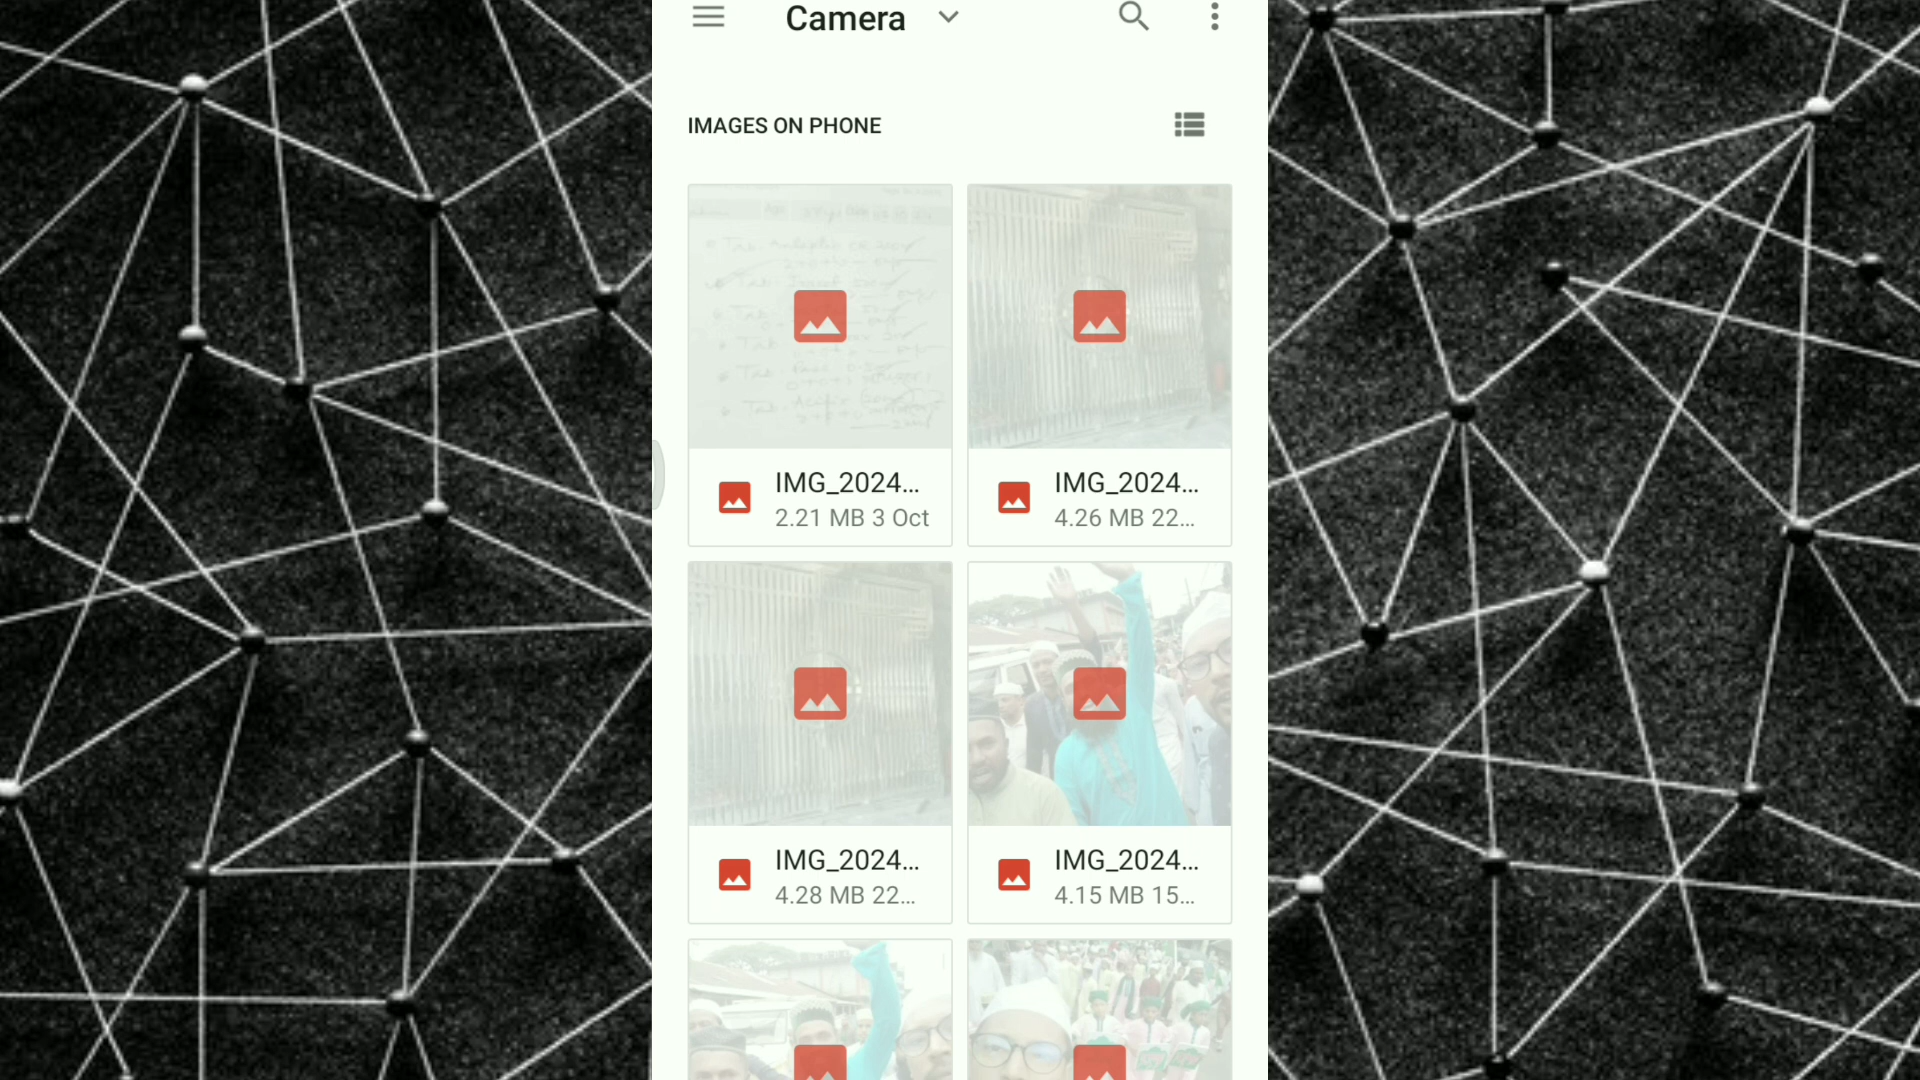 Camera
IMAGES ON PHONE
IMG_2024...
2.21 MB 3 Oct
IMG_2024...
4.26 MB 22...
IMG_2024...
4.28 MB 22...
IMG_2024...
4.15 MB 15...